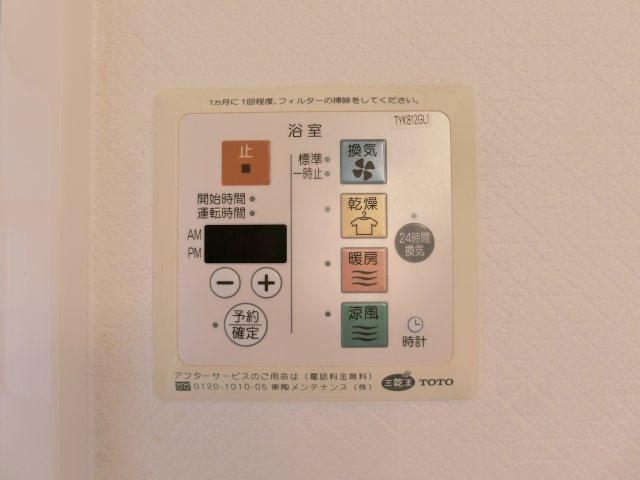 1ヵ月に1回程度、フィルターの掃除をしてください。
浴室
TYK812GL1
止
換気
標準
一時止
開始時間
運転時間
乾燥
AM
PM
24時間
換気
暖房
予約
確定
涼風
時計
アフターサービスのご用命は（電話料金無料）
0120-1010-05 東陶メンテナンス（株）
三乾王 TOTO